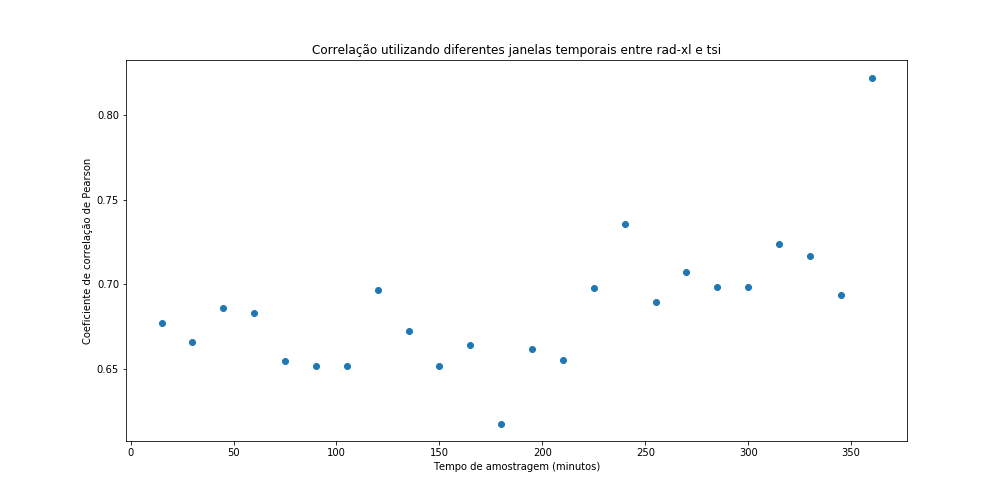 Correlação utilizando diferentes janelas temporais entre rad-xl e tsi
0.80
0.75
0.70
0.65
Coeficiente de correlação de Pearson
0 50 100 150 200 250 300 350
Tempo de amostragem (minutos)